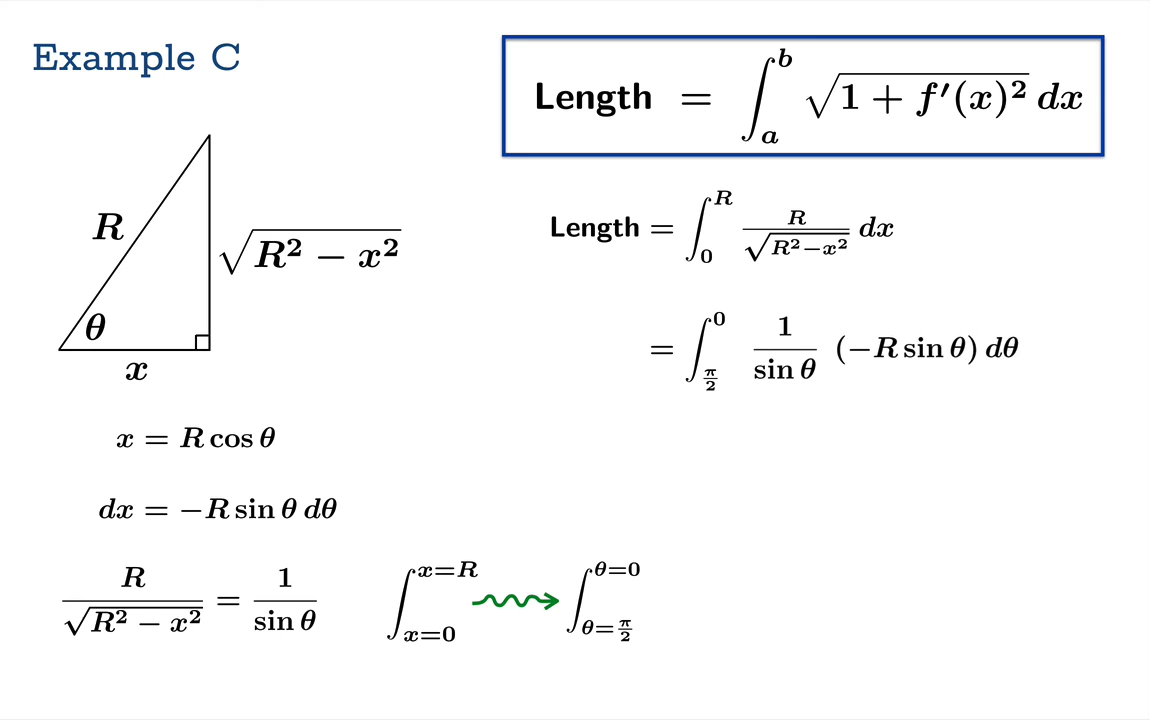 Example C
Length = ∫_a^b √(1 + f′(x)²) dx
R
√(R² − x²)
θ
x
Length = ∫_0^R R/√(R²−x²) dx
= ∫_{π/2}^0 1/sin θ (−R sin θ) dθ
x = R cos θ
dx = −R sin θ dθ
R/√(R² − x²) = 1/sin θ
∫_{x=0}^{x=R} ∫_{θ=π/2}^{θ=0}